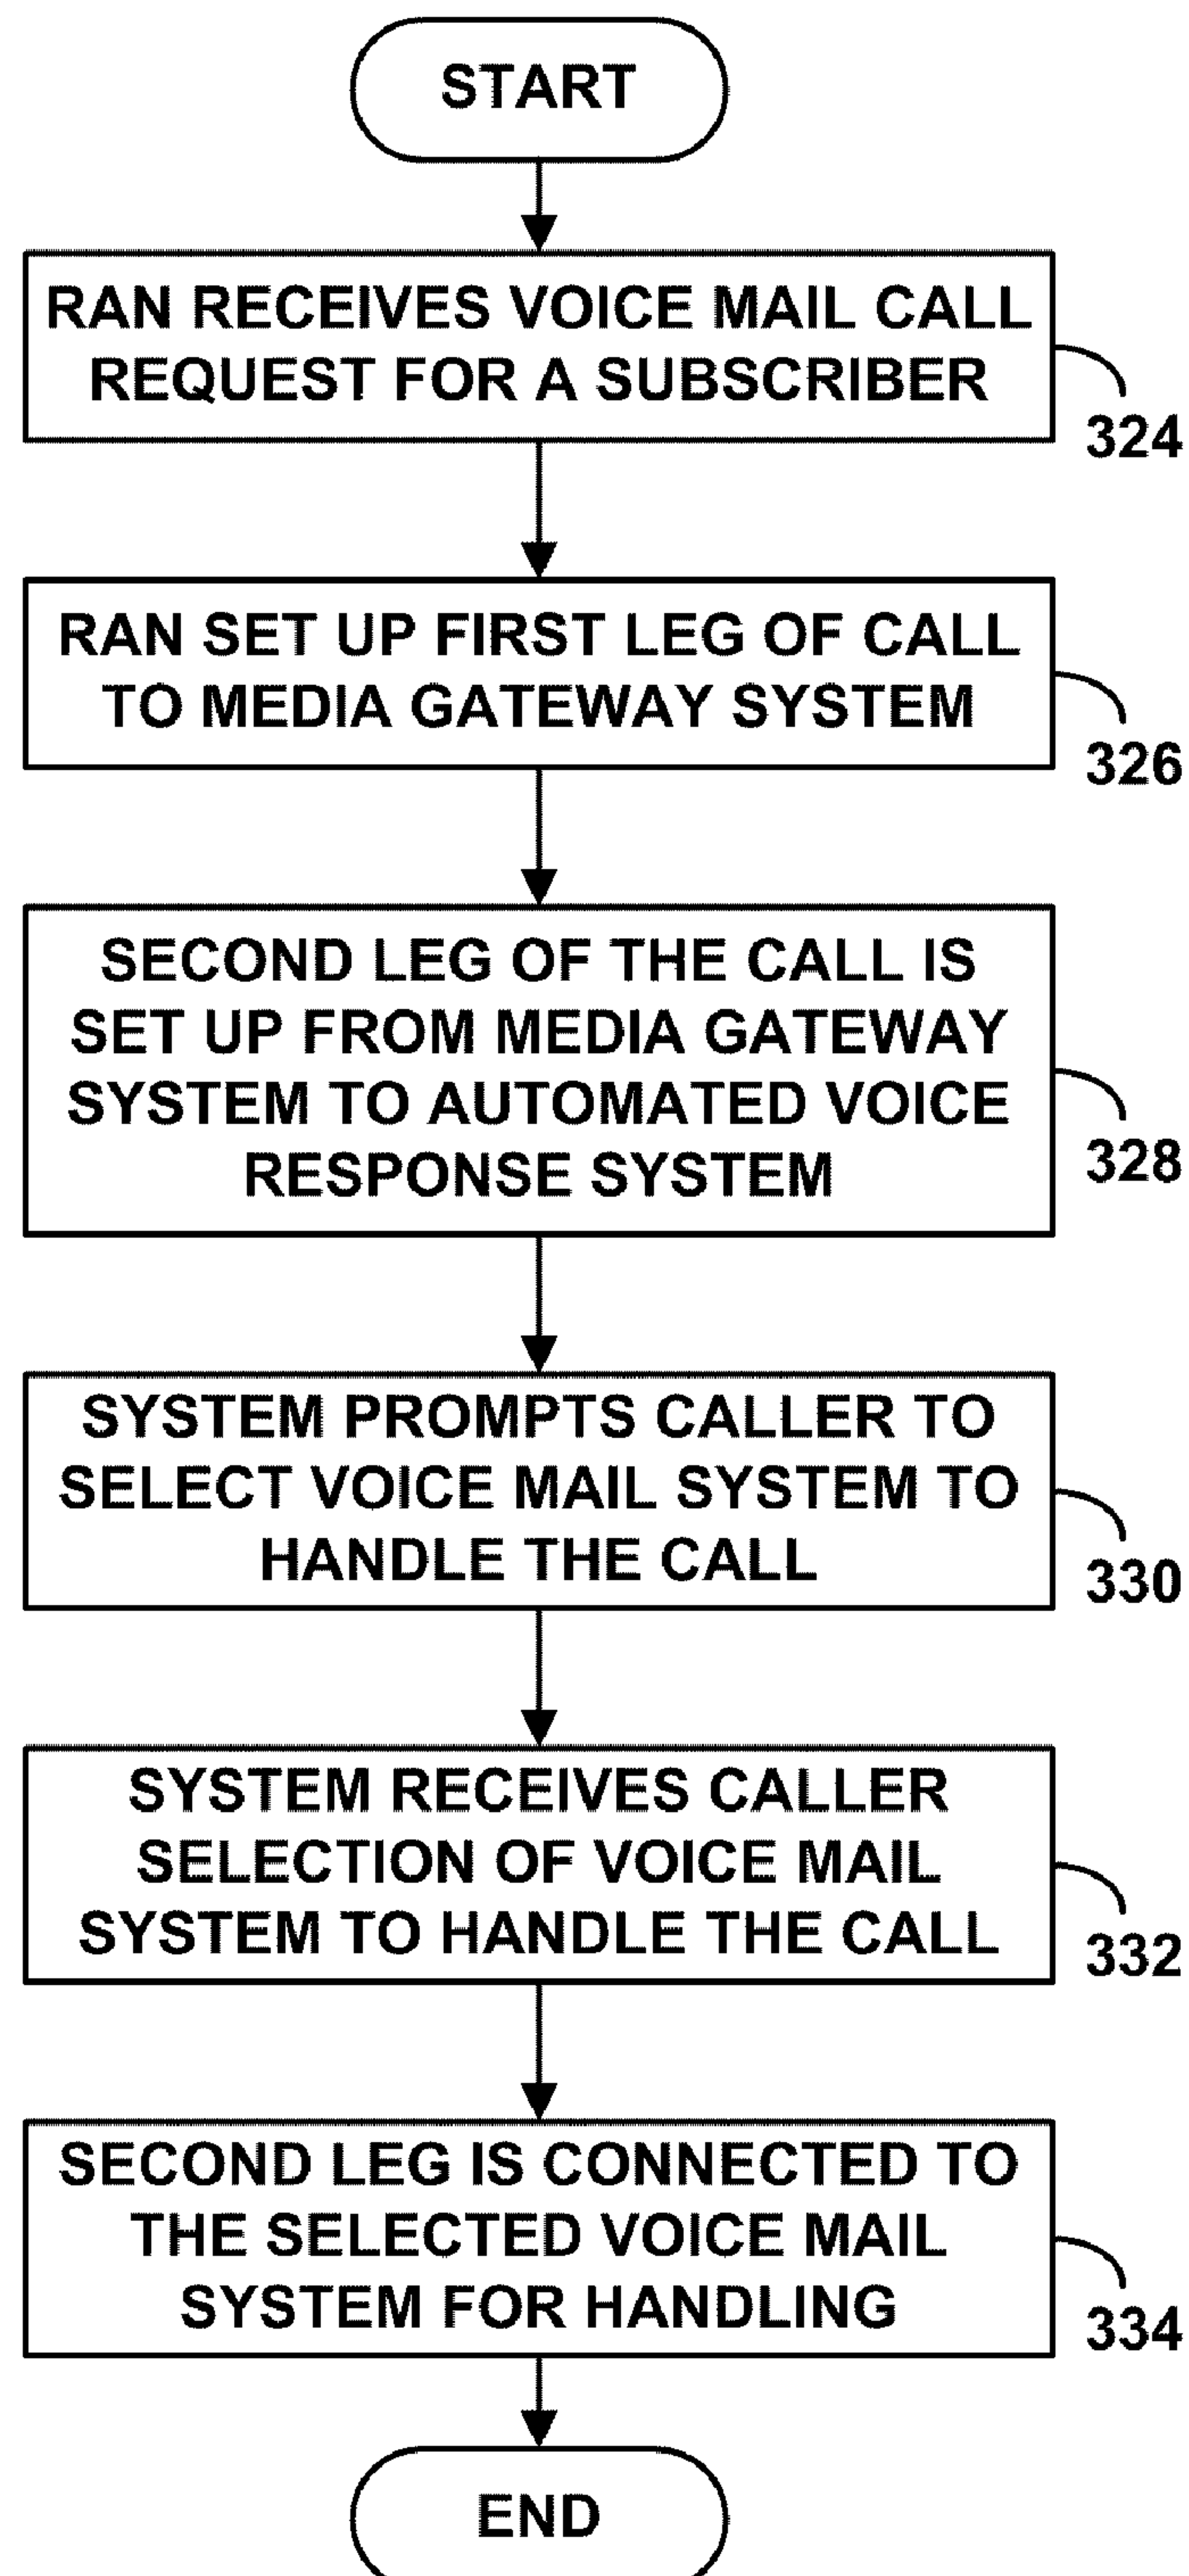 START
RAN RECEIVES VOICE MAIL CALL
REQUEST FOR A SUBSCRIBER
324
RAN SET UP FIRST LEG OF CALL
TO MEDIA GATEWAY SYSTEM
326
SECOND LEG OF THE CALL IS
SET UP FROM MEDIA GATEWAY
SYSTEM TO AUTOMATED VOICE
RESPONSE SYSTEM
328
SYSTEM PROMPTS CALLER TO
SELECT VOICE MAIL SYSTEM TO
HANDLE THE CALL
330
SYSTEM RECEIVES CALLER
SELECTION OF VOICE MAIL
SYSTEM TO HANDLE THE CALL
332
SECOND LEG IS CONNECTED TO
THE SELECTED VOICE MAIL
SYSTEM FOR HANDLING
334
END